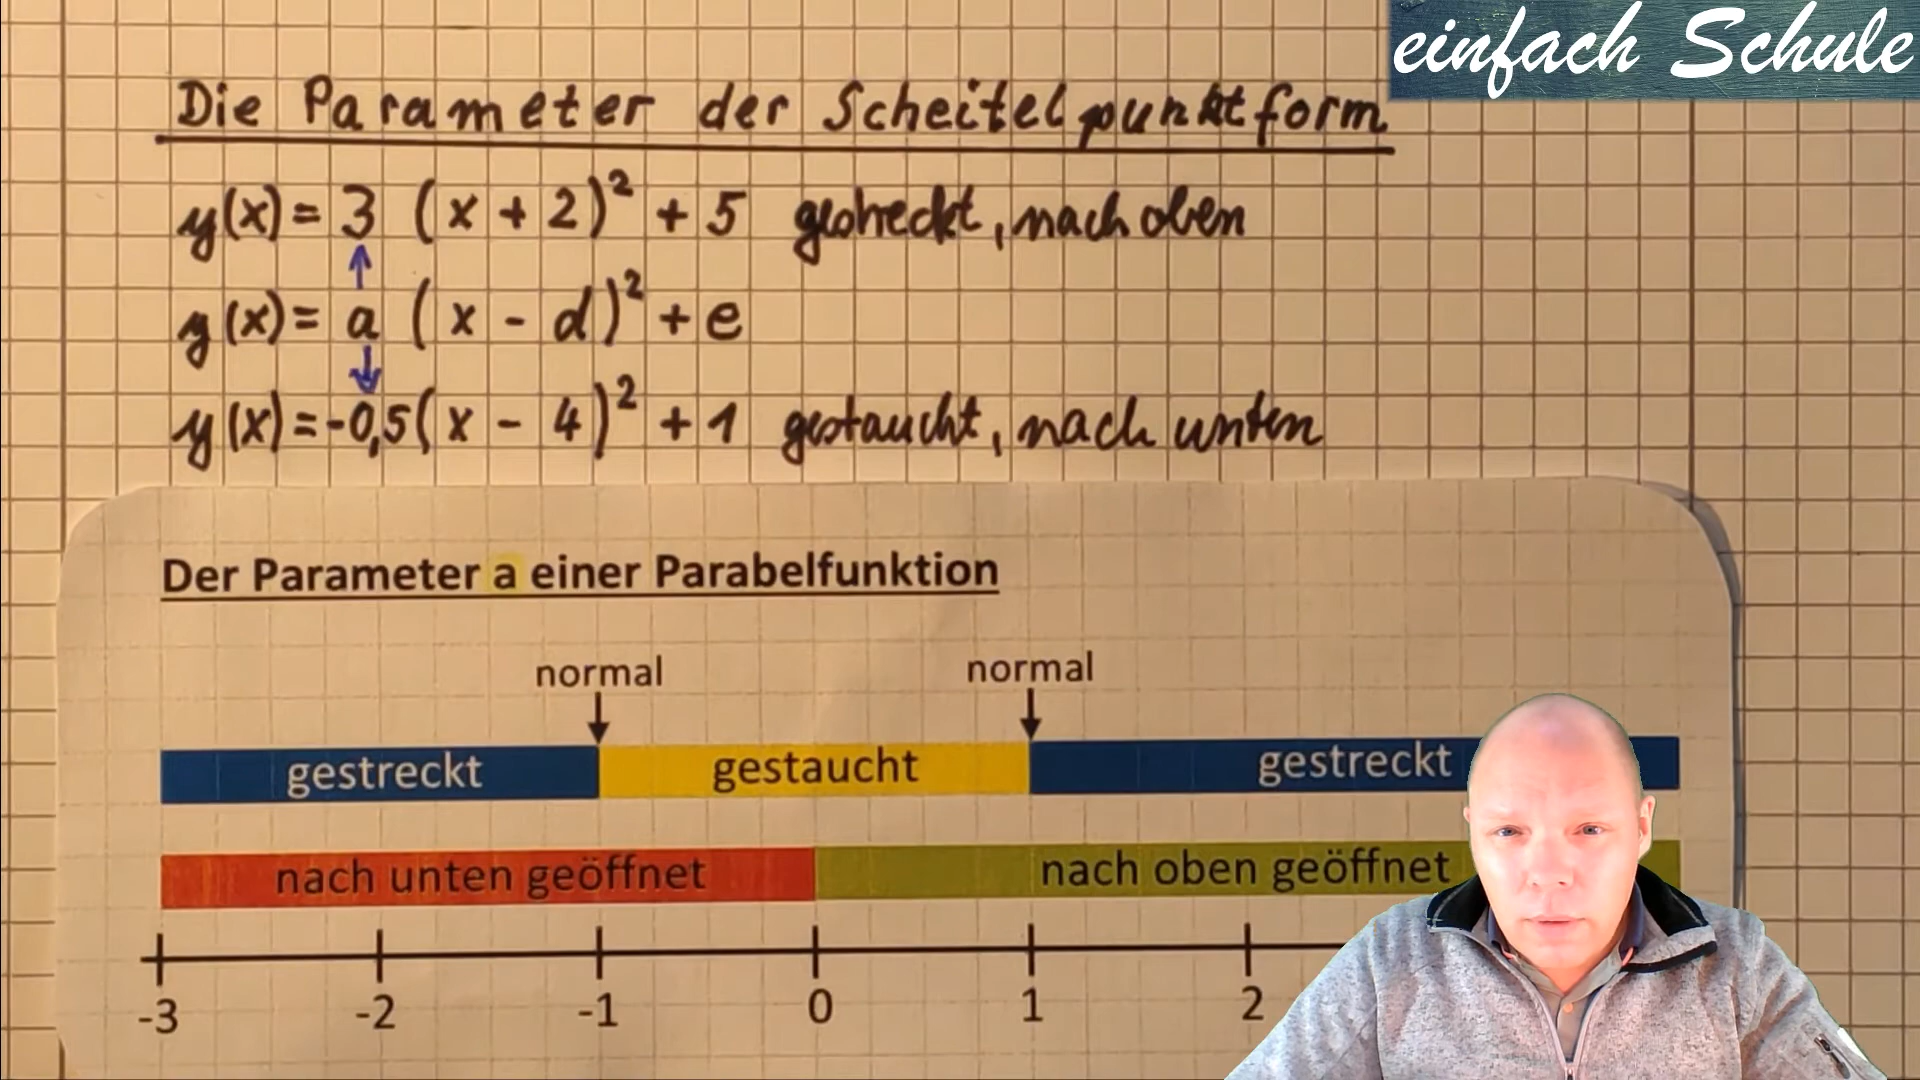 einfach Schule
Die Parameter der Scheitelpunktform
y(x) = 3 (x + 2)² + 5 gestreckt, nach oben
y(x) = a (x - d)² + e
y(x) = -0,5(x - 4)² + 1 gestaucht, nach unten
Der Parameter a einer Parabelfunktion
normal normal
gestreckt gestaucht gestreckt
nach unten geöffnet nach oben geöffnet
-3 -2 -1 0 1 2